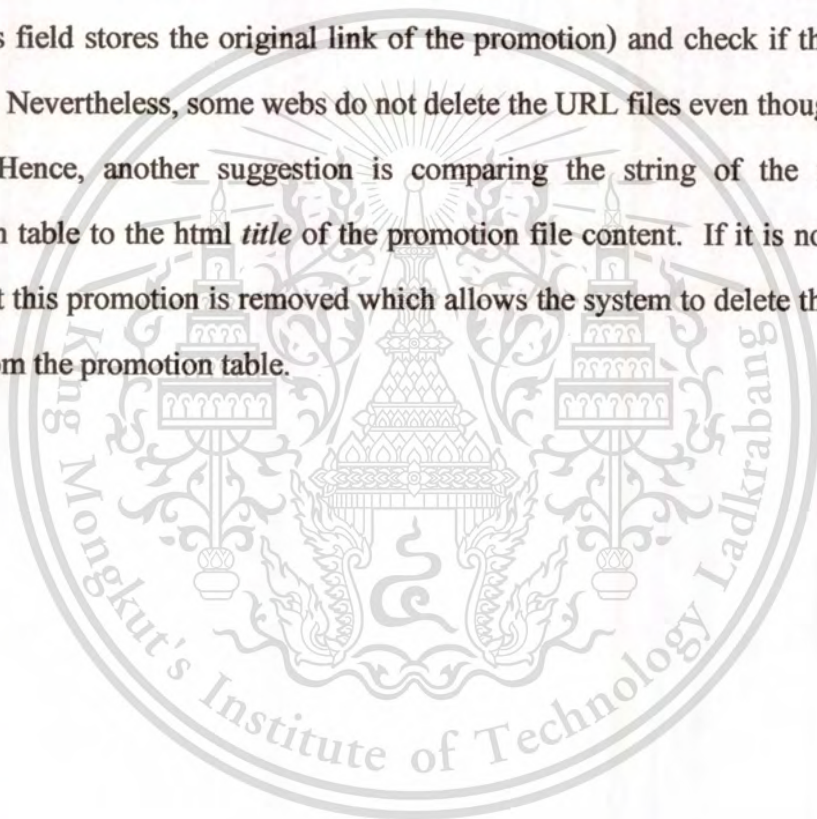 s field stores the original link of the promotion) and check if th
Nevertheless, some webs do not delete the URL files even thoug
Hence, another suggestion is comparing the string of the
n table to the html title of the promotion file content. If it is no
t this promotion is removed which allows the system to delete th
om the promotion table.
King Mongkut's Institute of Technology Ladkrabang